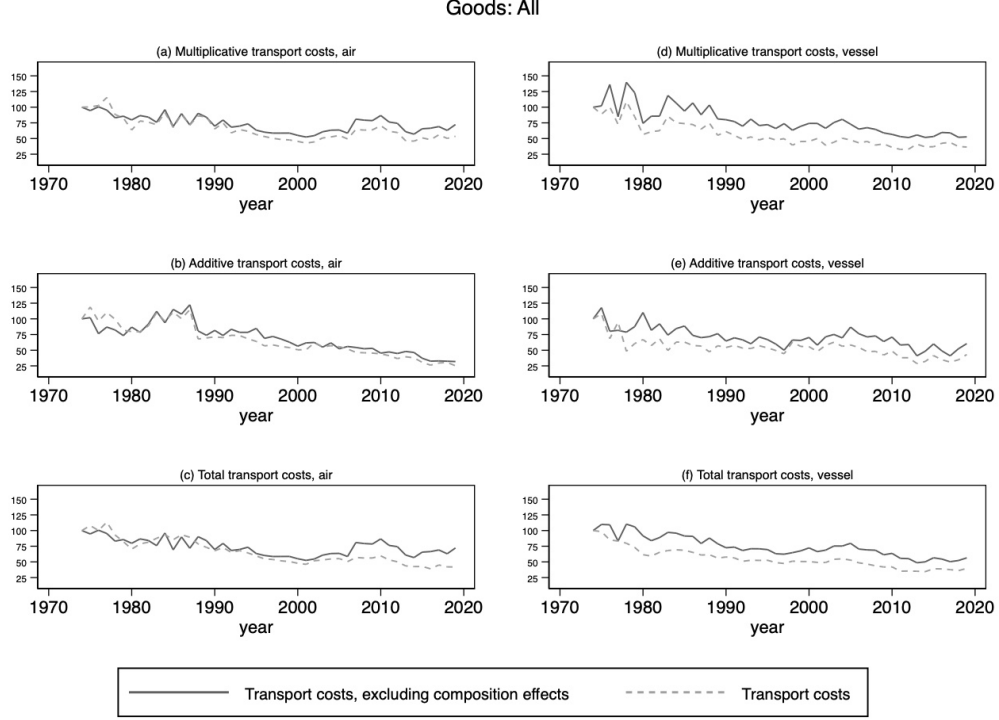 Goods: All
(a) Multiplicative transport costs, air
150
125
100
75
50
25
1970 1980 1990 2000 2010 2020
year
(d) Multiplicative transport costs, vessel
150
125
100
75
50
25
1970 1980 1990 2000 2010 2020
year
(b) Additive transport costs, air
150
125
100
75
50
25
1970 1980 1990 2000 2010 2020
year
(e) Additive transport costs, vessel
150
125
100
75
50
25
1970 1980 1990 2000 2010 2020
year
(c) Total transport costs, air
150
125
100
75
50
25
1970 1980 1990 2000 2010 2020
year
(f) Total transport costs, vessel
150
125
100
75
50
25
1970 1980 1990 2000 2010 2020
year
Transport costs, excluding composition effects
Transport costs